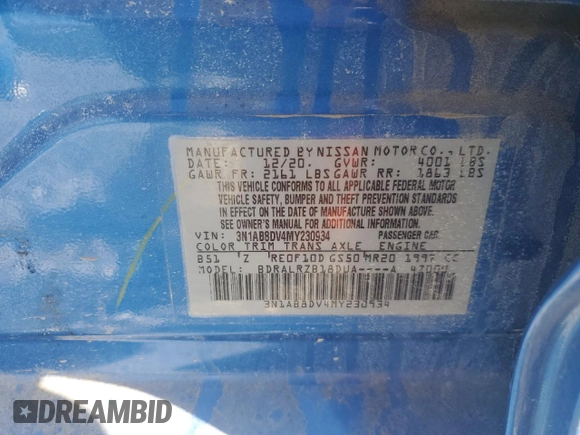 MANUFACTURED BY NISSAN MOTOR CO., LTD.
DATE: 12/20. GVWR: 4001 LBS
GAWR FR: 2161 LBS GAWR RR: 1863 LBS
THIS VEHICLE CONFORMS TO ALL APPLICABLE FEDERAL MOTOR
VEHICLE SAFETY, BUMPER AND THEFT PREVENTION STANDARDS
IN EFFECT ON THE DATE OF MANUFACTURE SHOWN ABOVE.
SEE OWNER'S MANUAL FOR ADDITIONAL INFORMATION.
VIN: 3N1AB8DV4MY230934 PASSENGER CAR
COLOR TRIM TRANS AXLE ENGINE
B51 'Z REOF10D GS50 MR20 1997 CC
MODEL: BDRALRZB18DUA----A
3N1AB8DV4MY230934
DREAMBID